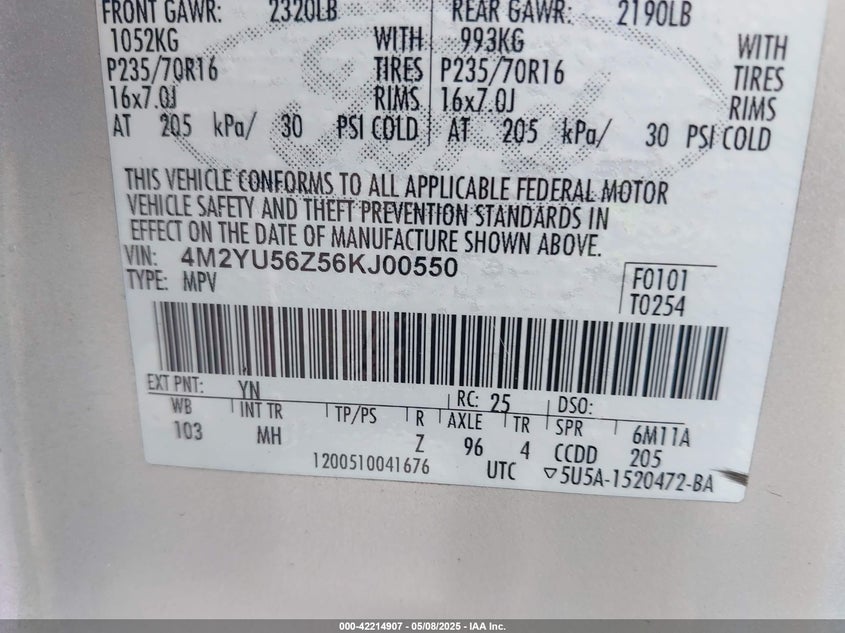 FRONT GAWR: 2320LB REAR GAWR: 2190LB
1052KG WITH 993KG WITH
P235/70R16 TIRES P235/70R16 TIRES
16x7.0J RIMS 16x7.0J RIMS
AT 205 kPa/ 30 PSI COLD AT 205 kPa/ 30 PSI COLD
THIS VEHICLE CONFORMS TO ALL APPLICABLE FEDERAL MOTOR
VEHICLE SAFETY AND THEFT PREVENTION STANDARDS IN
EFFECT ON THE DATE OF MANUFACTURE SHOWN ABOVE.
VIN: 4M2YU56Z56KJ00550
TYPE: MPV
F0101
T0254
EXT PNT: YN RC: 25 DSO:
WB INT TR TP/PS R AXLE TR SPR 6M11A
103 MH Z 96 4 CCDD 205
1200510041676 UTC ▽5U5A-1520472-BA
000-42214907 - 05/08/2025 - IAA Inc.